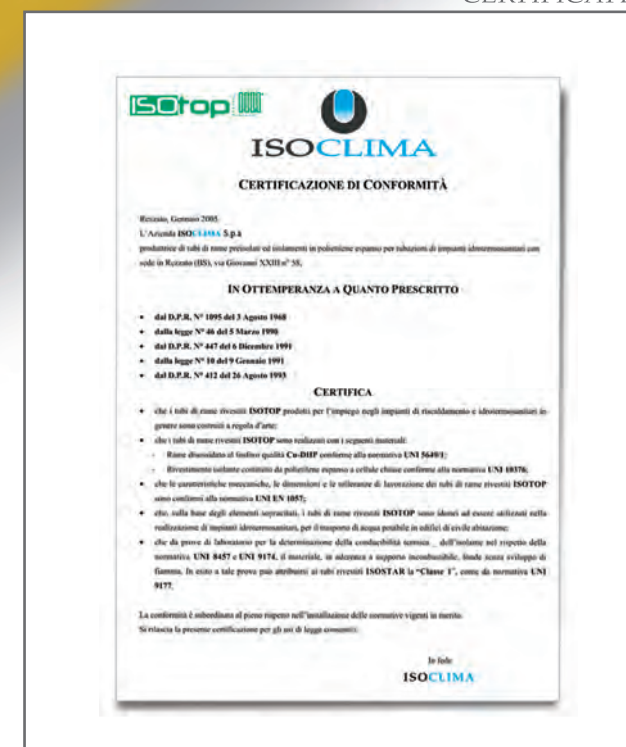 CERTIFICATI
ISOtop
ISOCLIMA
CERTIFICAZIONE DI CONFORMITÀ
Rezzato, Gennaio 2005
L'Azienda ISOCLIMA S.p.a
produttrice di tubi di rame preisolati ed isolamenti in polietilene espanso per tubazioni di impianti idrotermosanitari con
sede in Rezzato (BS), via Giovanni XXIII n° 58,
IN OTTEMPERANZA A QUANTO PRESCRITTO
• dal D.P.R. N° 1095 del 3 Agosto 1968
• dalla legge N° 46 del 5 Marzo 1990
• dal D.P.R. N° 447 del 6 Dicembre 1991
• dalla legge N° 10 del 9 Gennaio 1991
• dal D.P.R. N° 412 del 26 Agosto 1993
CERTIFICA
• che i tubi di rame rivestiti ISOTOP prodotti per l'impiego negli impianti di riscaldamento e idrotermosanitari in
genere sono costruiti a regola d'arte;
• che i tubi di rame rivestiti ISOTOP sono realizzati con i seguenti materiali:
- Rame disossidato al fosforo qualità Cu-DHP conforme alla normativa UNI 5649/1;
- Rivestimento isolante costituito da polietilene espanso a cellule chiuse conforme alla normativa UNI 10376;
• che le caratteristiche meccaniche, le dimensioni e le tolleranze di lavorazione dei tubi di rame rivestiti ISOTOP
sono conformi alla normativa UNI EN 1057;
• che, sulla base degli elementi sopracitati, i tubi di rame rivestiti ISOTOP sono idonei ad essere utilizzati nella
realizzazione di impianti idrotermosanitari, per il trasporto di acqua potabile in edifici di civile abitazione;
• che da prove di laboratorio per la determinazione della conducibilità termica dell'isolante nel rispetto della
normativa UNI 8457 e UNI 9174, il materiale, in aderenza a supporto incombustibile, fonde senza sviluppo di
fiamma. In esito a tale prova può attribuirsi ai tubi rivestiti ISOSTAR la "Classe 1", come da normativa UNI
9177.
La conformità è subordinata al pieno rispetto nell'installazione delle normative vigenti in merito.
Si rilascia la presente certificazione per gli usi di legge consentiti.
In fede
ISOCLIMA